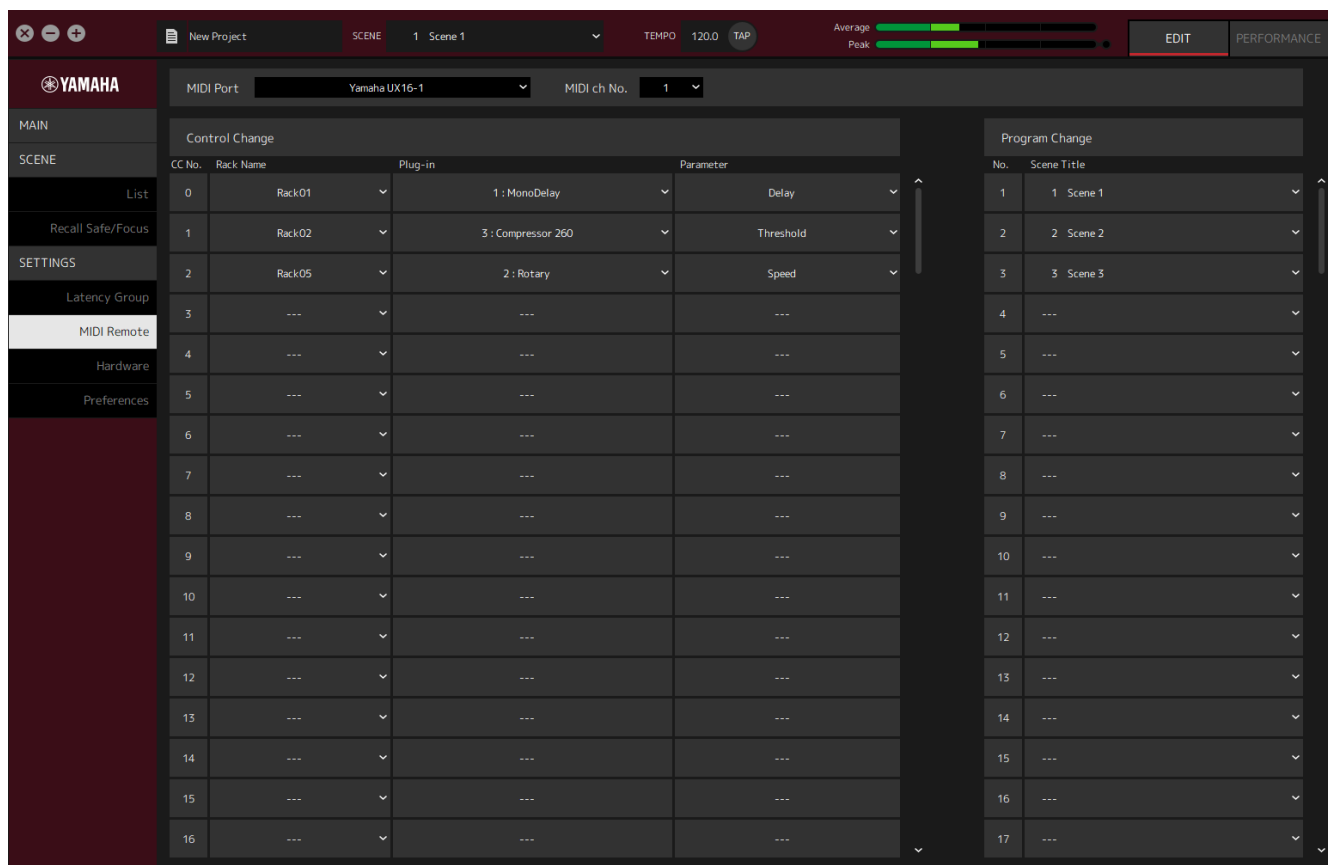 New Project SCENE 1 Scene 1 TEMPO 120.0 TAP Average Peak EDIT PERFORMANCE
YAMAHA
MIDI Port Yamaha UX16-1 MIDI ch No. 1
MAIN
SCENE
List
Recall Safe/Focus
SETTINGS
Latency Group
MIDI Remote
Hardware
Preferences
Control Change
CC No. Rack Name Plug-in Parameter
0 Rack01 1 : MonoDelay Delay
1 Rack02 3 : Compressor 260 Threshold
2 Rack05 2 : Rotary Speed
3 --- --- ---
4 --- --- ---
5 --- --- ---
6 --- --- ---
7 --- --- ---
8 --- --- ---
9 --- --- ---
10 --- --- ---
11 --- --- ---
12 --- --- ---
13 --- --- ---
14 --- --- ---
15 --- --- ---
16 --- --- ---
Program Change
No. Scene Title
1 1 Scene 1
2 2 Scene 2
3 3 Scene 3
4 ---
5 ---
6 ---
7 ---
8 ---
9 ---
10 ---
11 ---
12 ---
13 ---
14 ---
15 ---
16 ---
17 ---